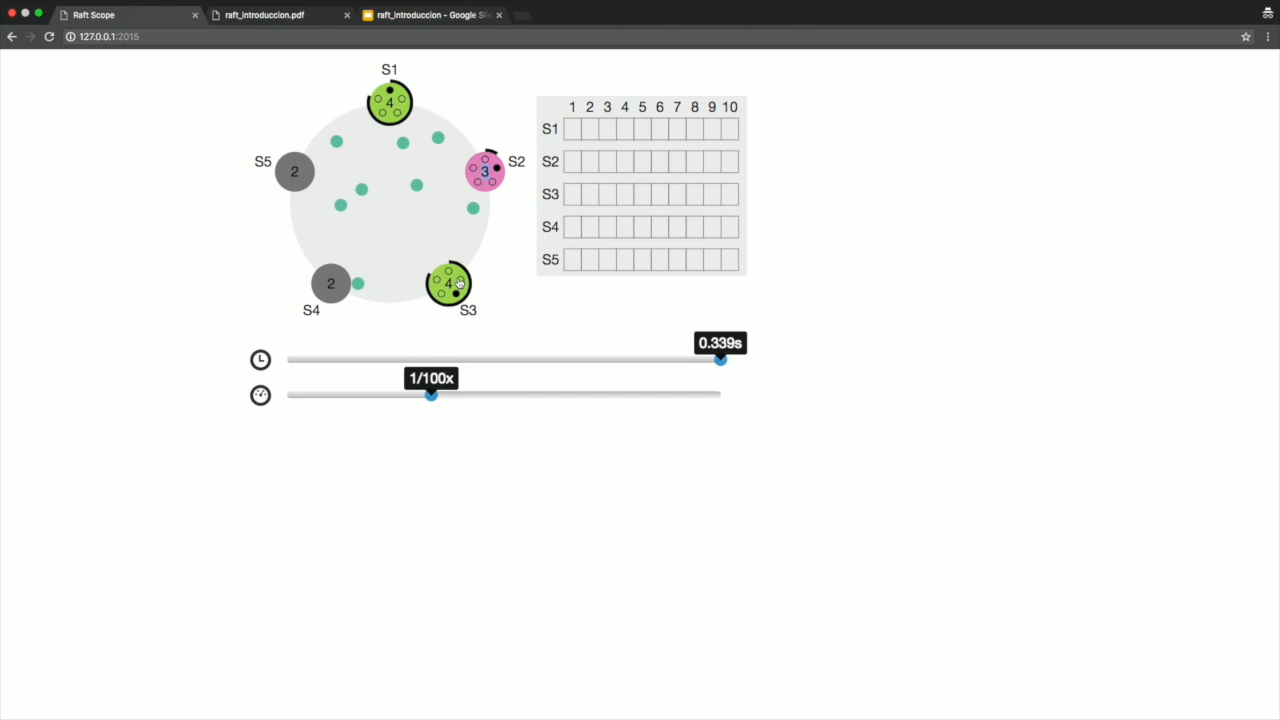 Raft Scope
raft_introduccion.pdf
raft_introduccion - Google Sli
127.0.0.1:2015
S1
4
S5
2
3
S2
2
S4
4
S3
1 2 3 4 5 6 7 8 9 10
S1
S2
S3
S4
S5
0.339s
1/100x